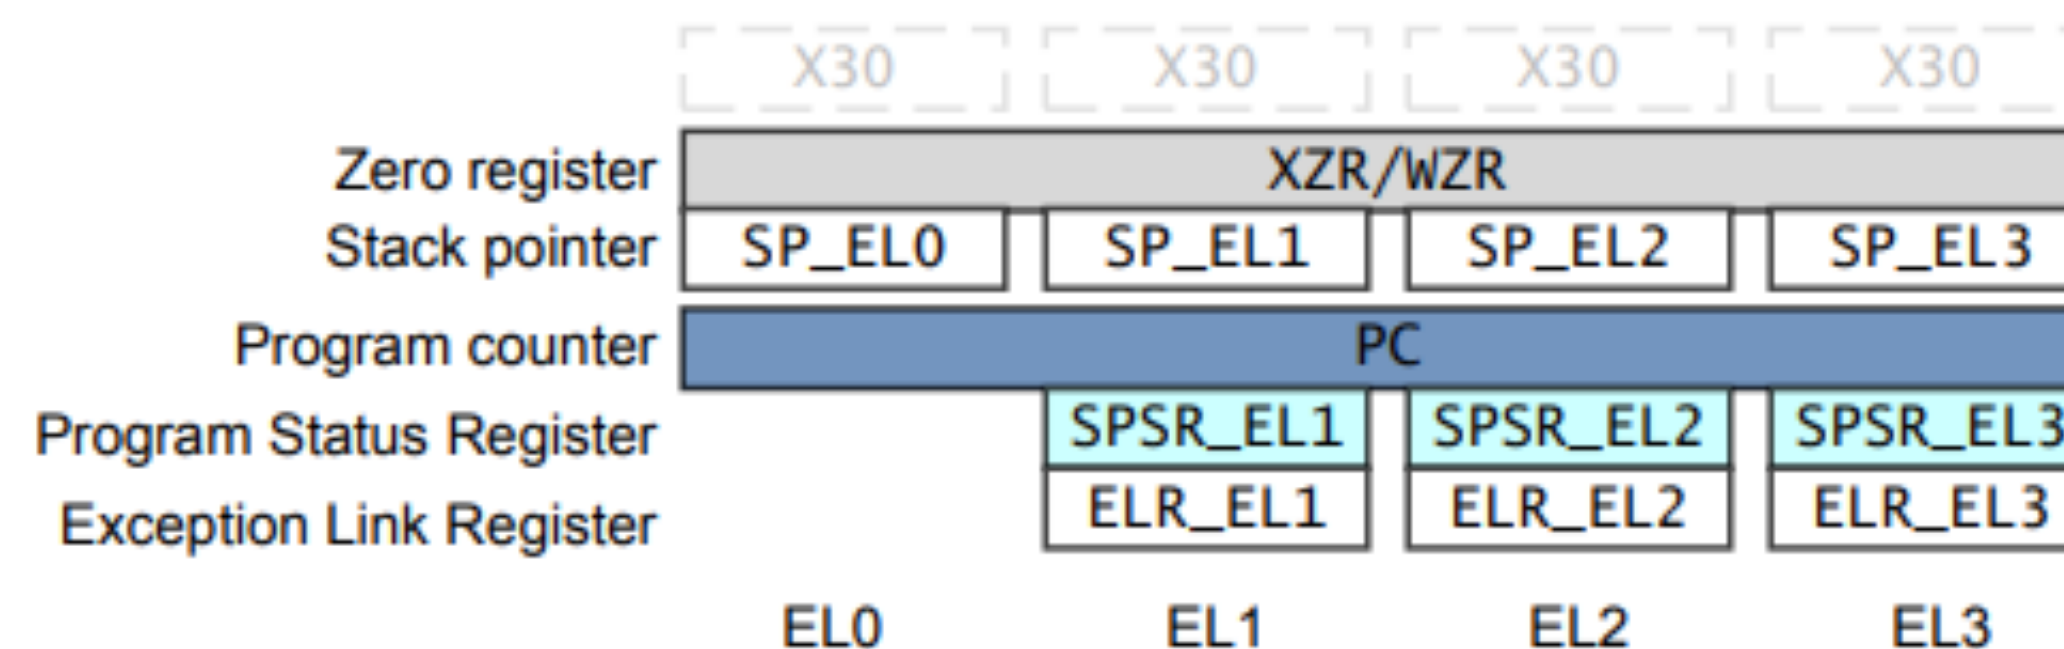 X30 X30 X30 X30
Zero register XZR/WZR
Stack pointer SP_EL0 SP_EL1 SP_EL2 SP_EL3
Program counter PC
Program Status Register SPSR_EL1 SPSR_EL2 SPSR_EL3
Exception Link Register ELR_EL1 ELR_EL2 ELR_EL3
EL0 EL1 EL2 EL3